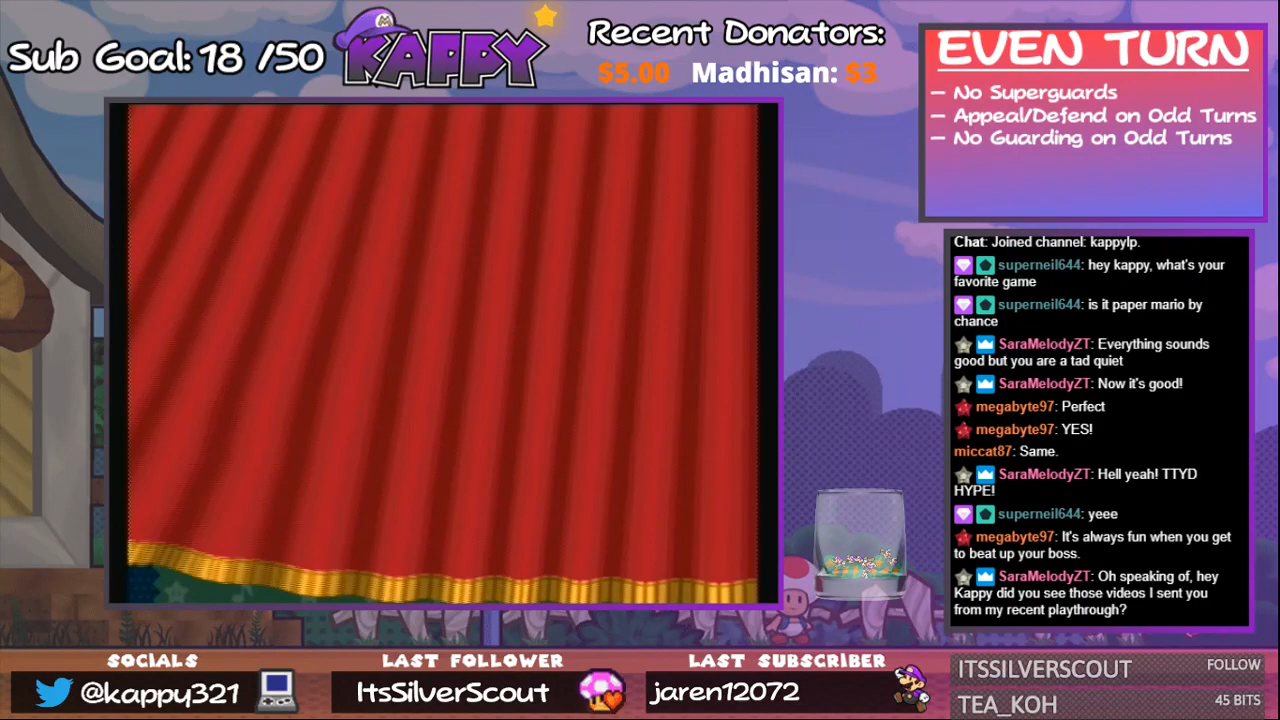 Sub Goal: 18 /50
KAPPY
Recent Donators:
$5.00 Madhisan: $3
EVEN TURN
– No Superguards
– Appeal/Defend on Odd Turns
– No Guarding on Odd Turns
Chat: Joined channel: kappylp.
superneil644: hey kappy, what's your
favorite game
superneil644: is it paper mario by
chance
SaraMelodyZT: Everything sounds
good but you are a tad quiet
SaraMelodyZT: Now it's good!
megabyte97: Perfect
megabyte97: YES!
miccat87: Same.
SaraMelodyZT: Hell yeah! TTYD
HYPE!
superneil644: yeee
megabyte97: It's always fun when you get
to beat up your boss.
SaraMelodyZT: Oh speaking of, hey
Kappy did you see those videos I sent you
from my recent playthrough?
SOCIALS
@kappy321
LAST FOLLOWER
ItsSilverScout
LAST SUBSCRIBER
jaren12072
ITSSILVERSCOUT FOLLOW
TEA_KOH 45 BITS